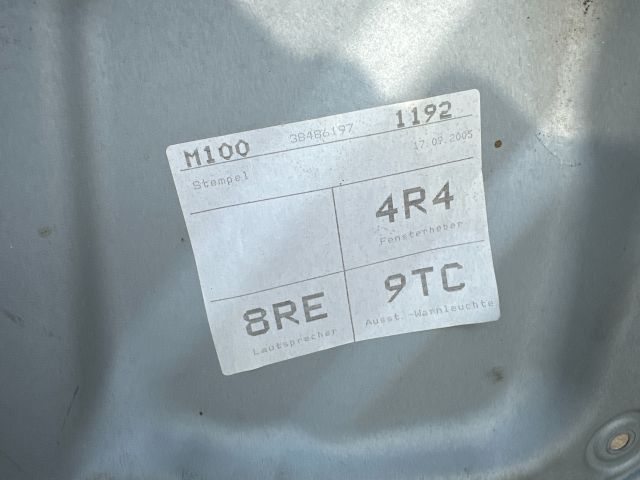 M100 38486197 1192
17.09.2005
Stempel
4R4
Fensterheber
8RE
Lautsprecher
9TC
Ausst.-Warnleuchte